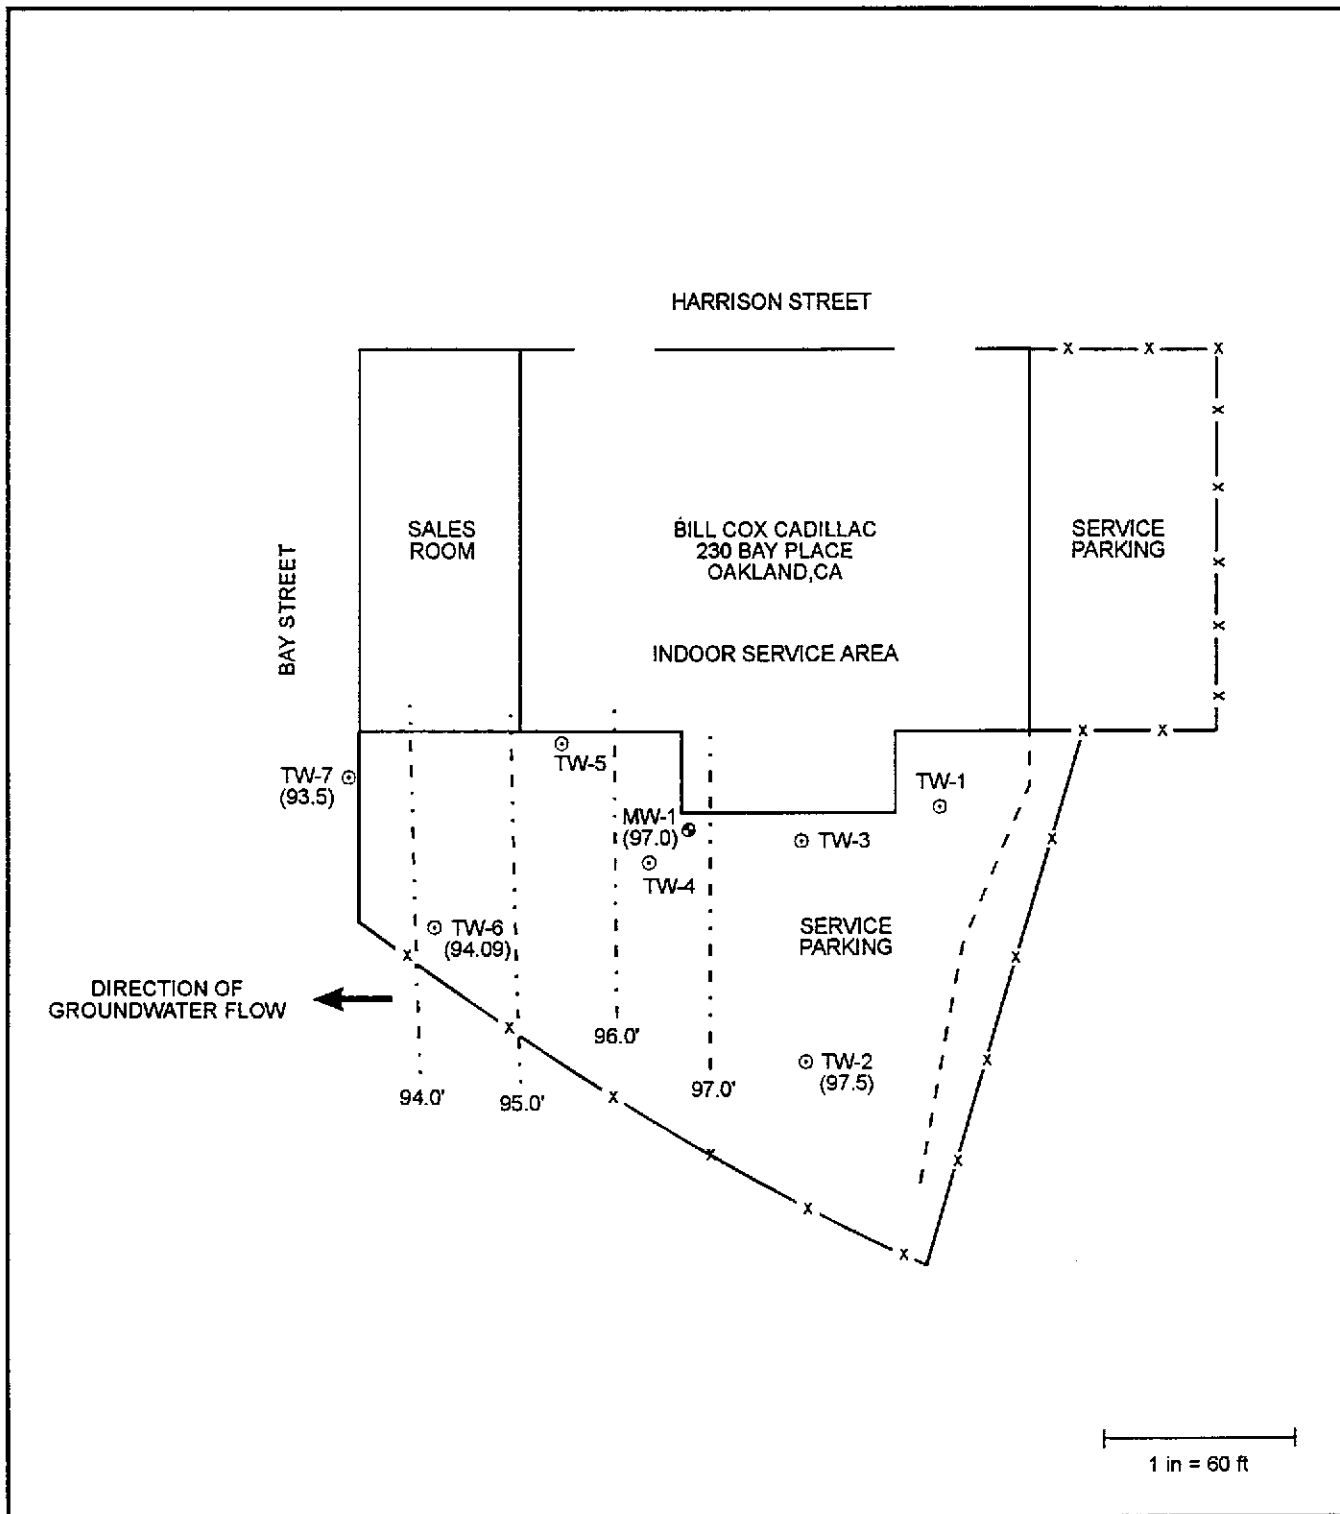 HARRISON STREET
SALES
ROOM
BILL COX CADILLAC
230 BAY PLACE
OAKLAND,CA
SERVICE
PARKING
BAY STREET
INDOOR SERVICE AREA
TW-5
TW-7
(93.5)
TW-1
MW-1
(97.0)
TW-3
TW-4
TW-6
(94.09)
SERVICE
PARKING
DIRECTION OF
GROUNDWATER FLOW
96.0'
TW-2
(97.5)
94.0'
95.0'
97.0'
1 in = 60 ft